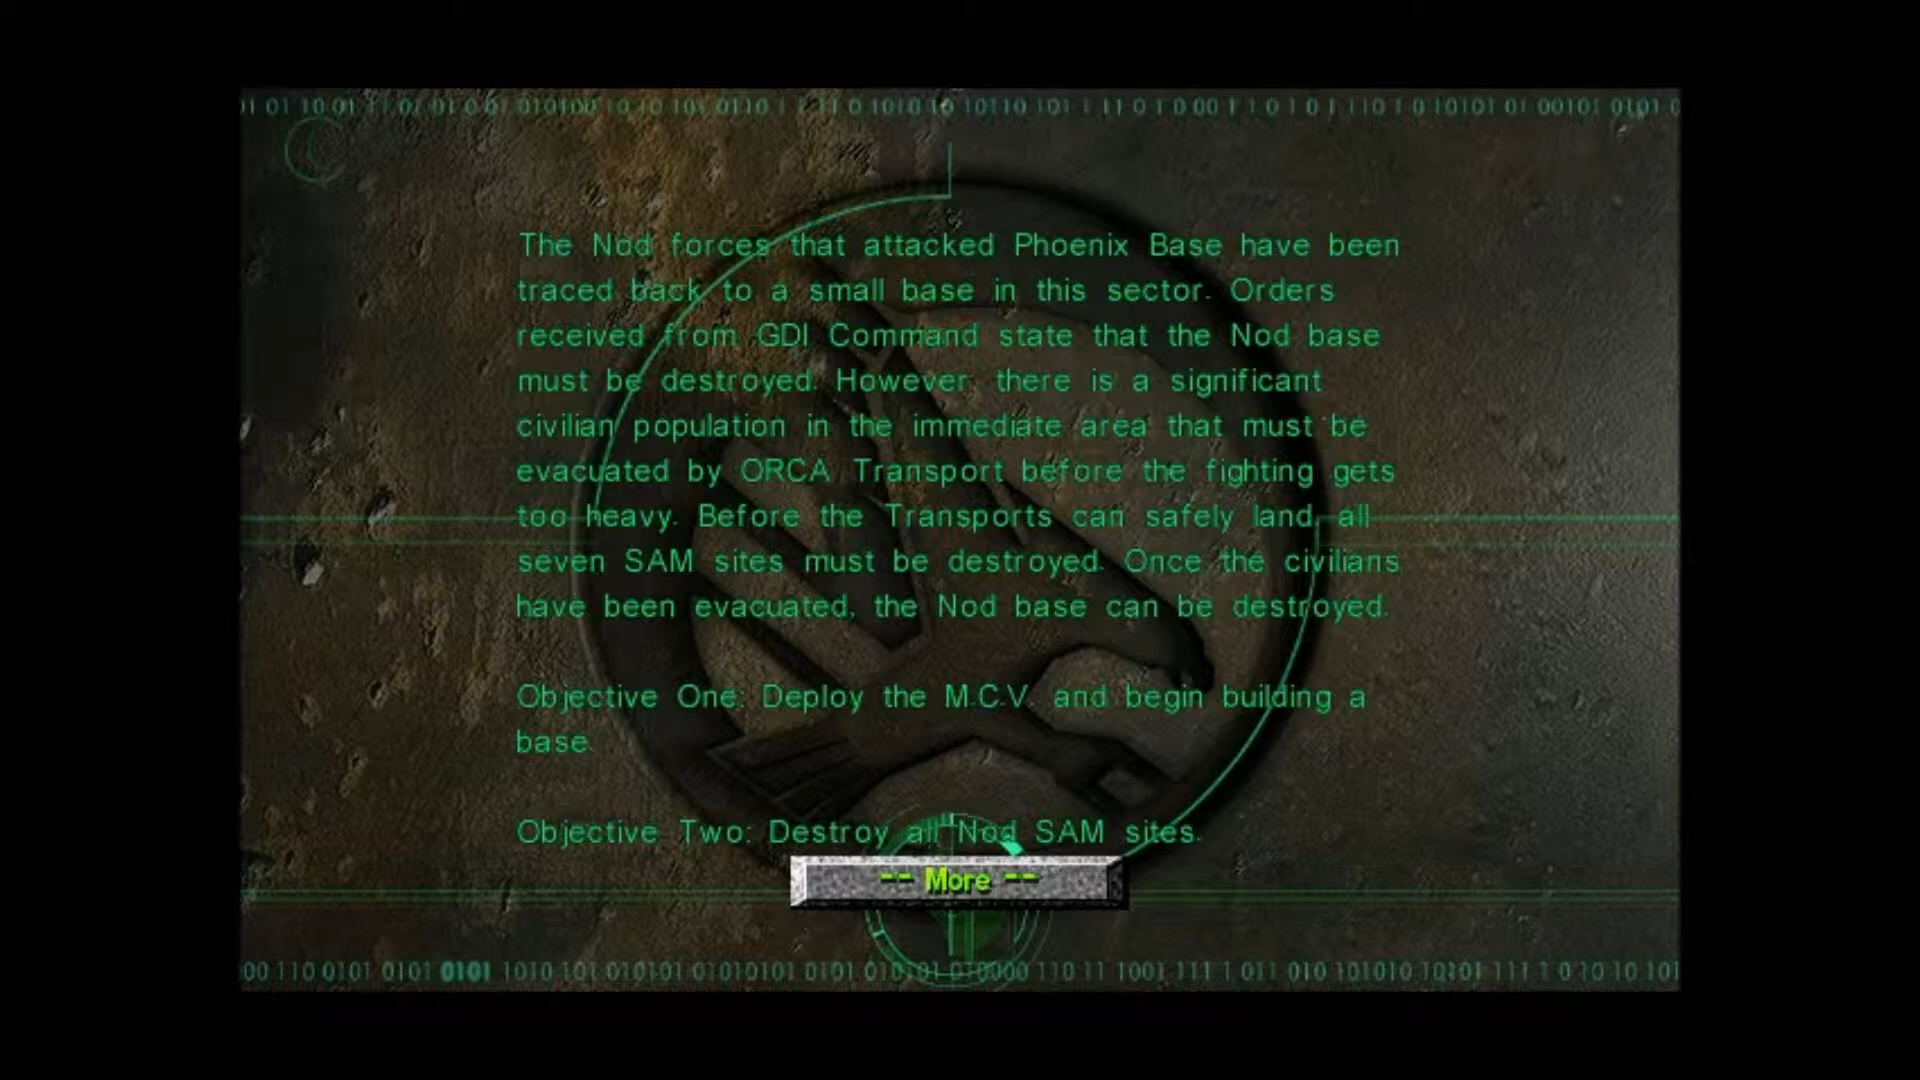 The Nod forces that attacked Phoenix Base have been
traced back to a small base in this sector. Orders
received from GDI Command state that the Nod base
must be destroyed. However, there is a significant
civilian population in the immediate area that must be
evacuated by ORCA Transport before the fighting gets
too heavy. Before the Transports can safely land, all
seven SAM sites must be destroyed. Once the civilians
have been evacuated, the Nod base can be destroyed.
Objective One: Deploy the M.C.V. and begin building a
base.
Objective Two: Destroy all Nod SAM sites.
-- More --